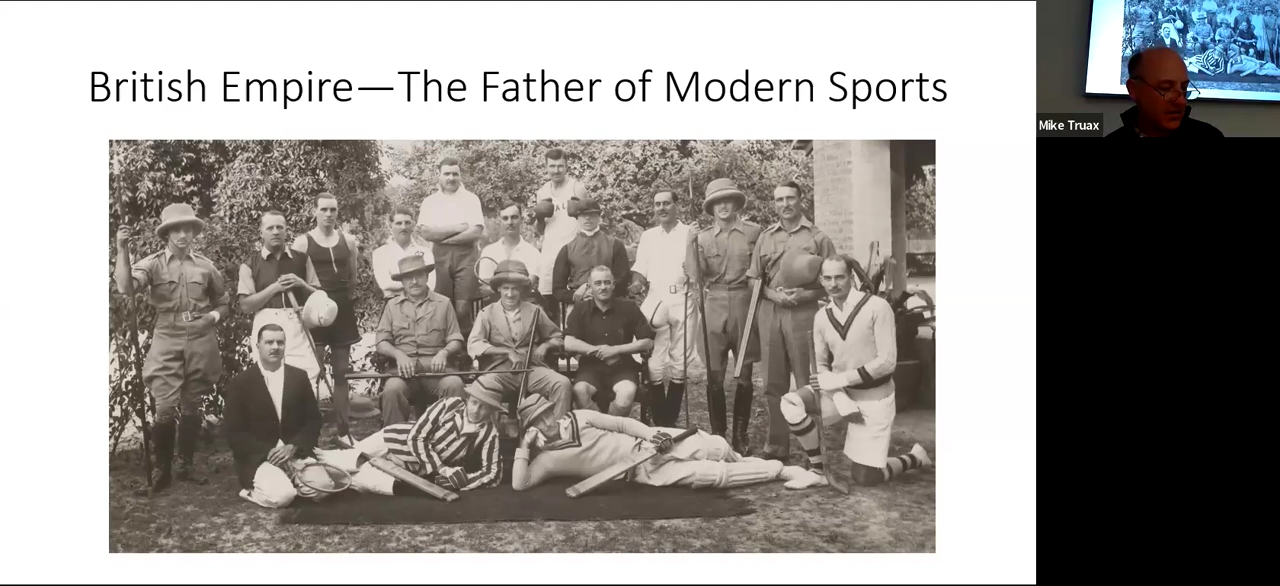 British Empire—The Father of Modern Sports
Mike Truax